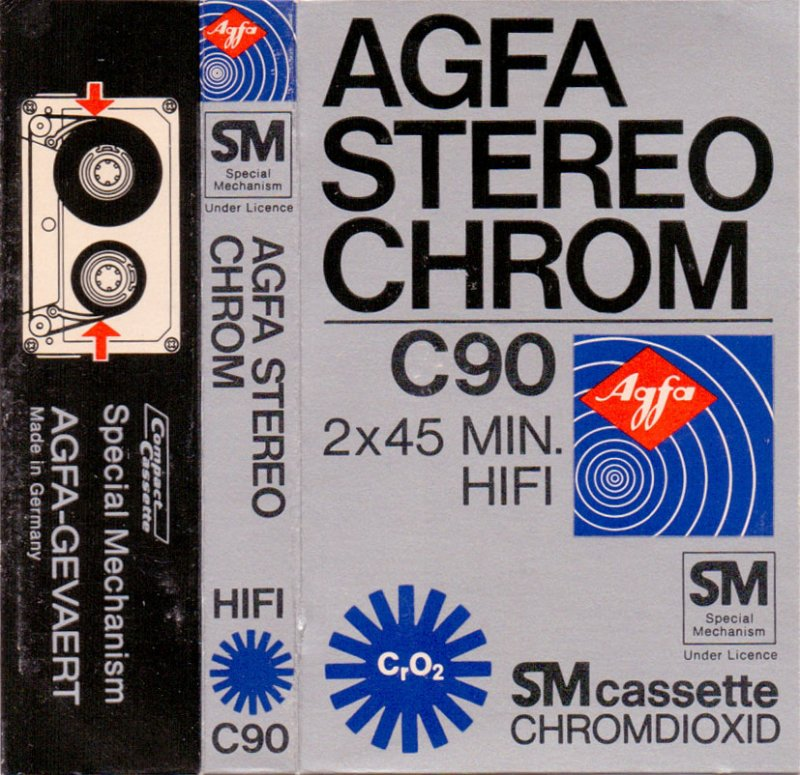 Compact
Cassette
Special Mechanism
AGFA-GEVAERT
Made in Germany
Agfa
SM
Special
Mechanism
Under Licence
AGFA STEREO
CHROM
HIFI
C90
AGFA
STEREO
CHROM
C90
2x45 MIN.
HIFI
Agfa
SM
Special
Mechanism
Under Licence
CrO2
SM cassette
CHROMDIOXID